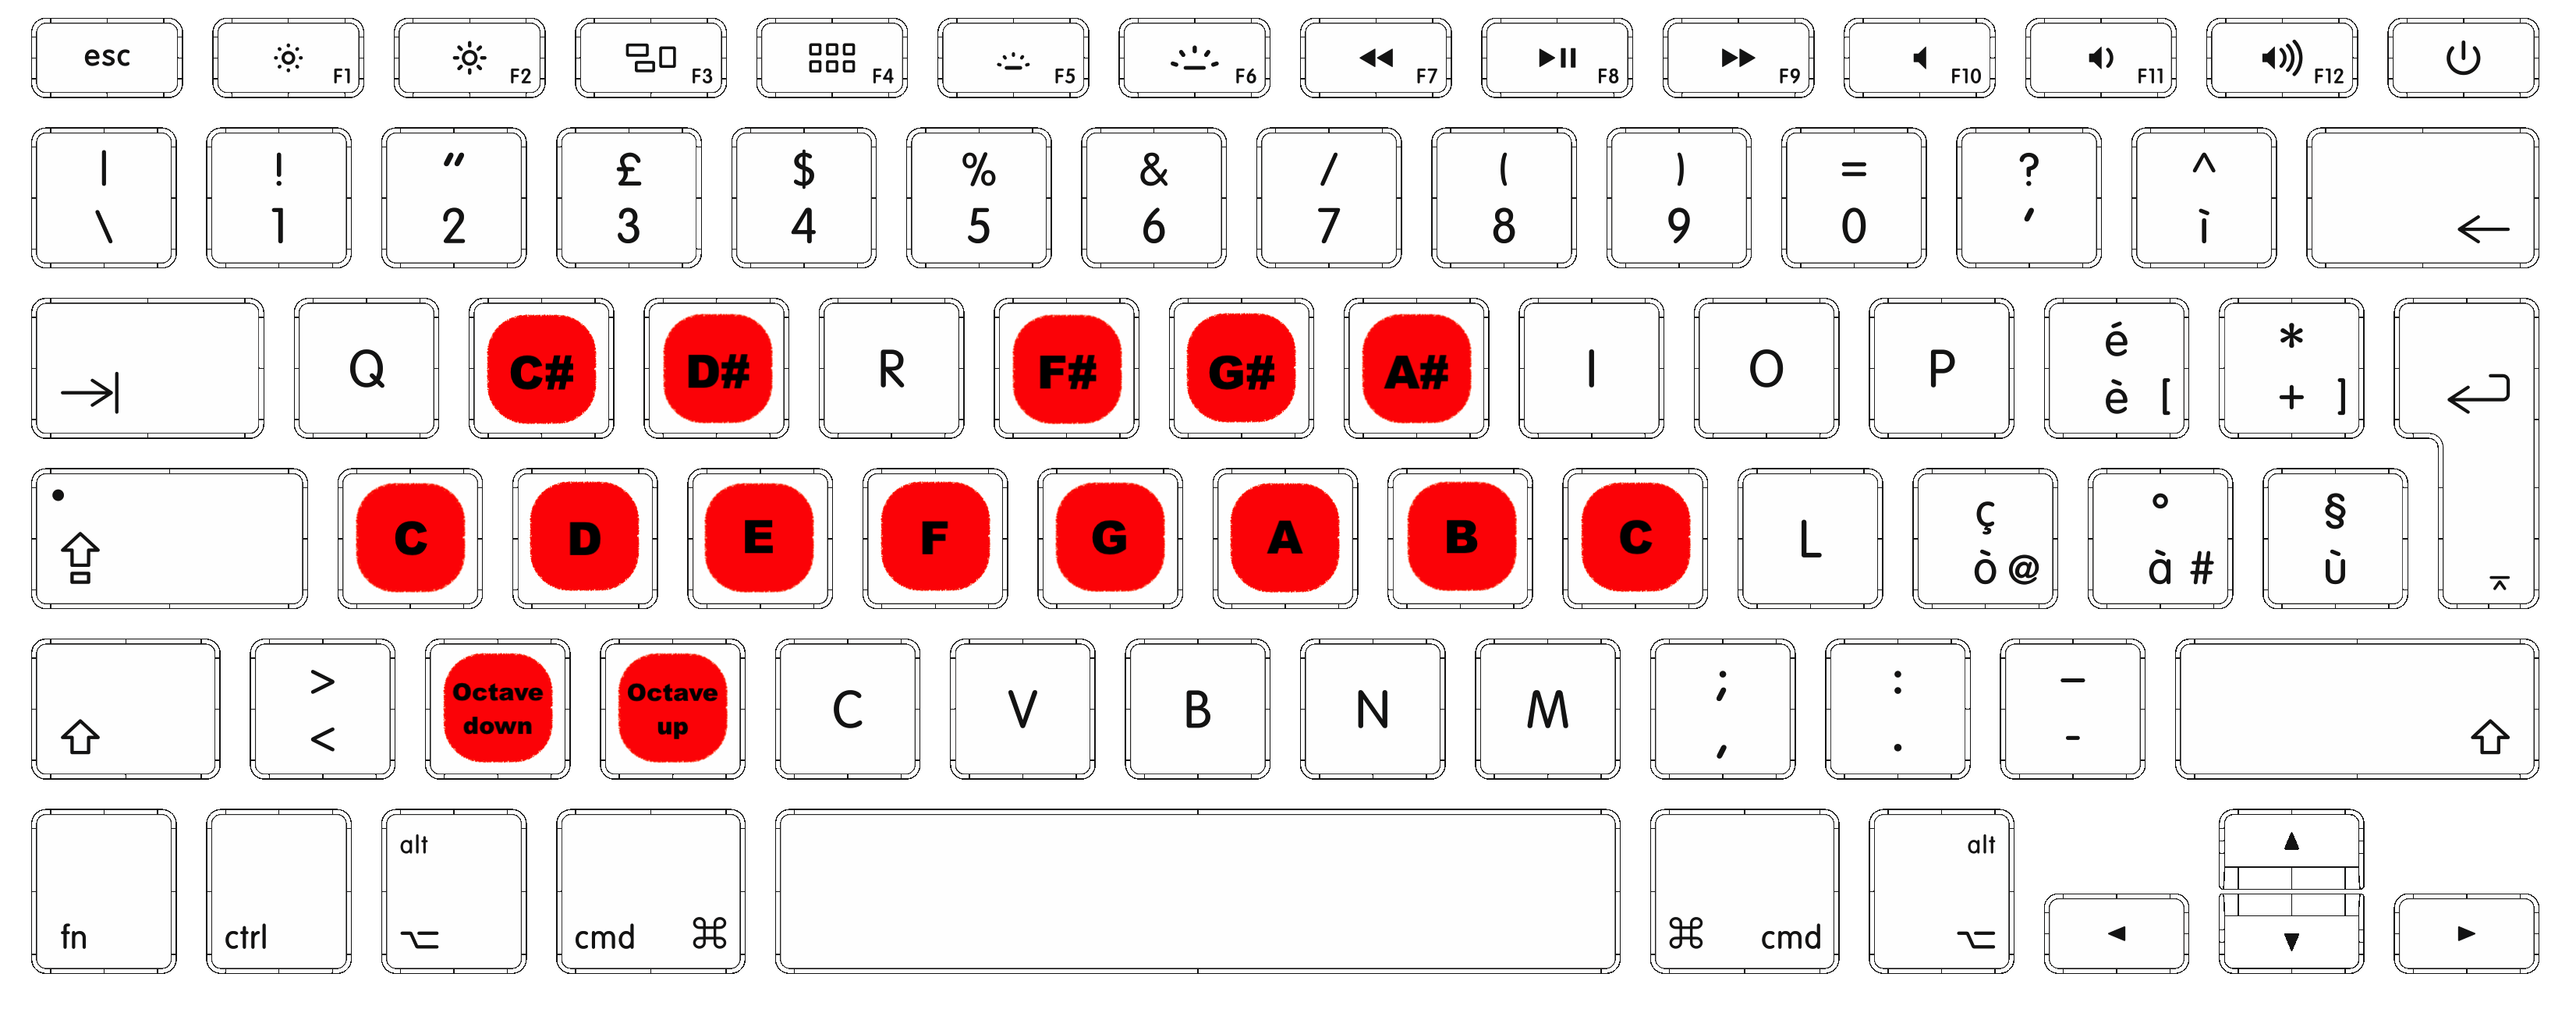 esc F1 F2 F3 F4 F5 F6 F7 F8 F9 F10 F11 F12
| ! " £ $ % & / ( ) = ? ^
\ 1 2 3 4 5 6 7 8 9 0 ' ì
Q C# D# R F# G# A# I O P é *
è [ + ]
C D E F G A B C L ç ° §
ò @ à # ù
> Octave Octave C V B N M ; : _
< down up , . -
alt alt
fn ctrl cmd ⌘ ⌘ cmd